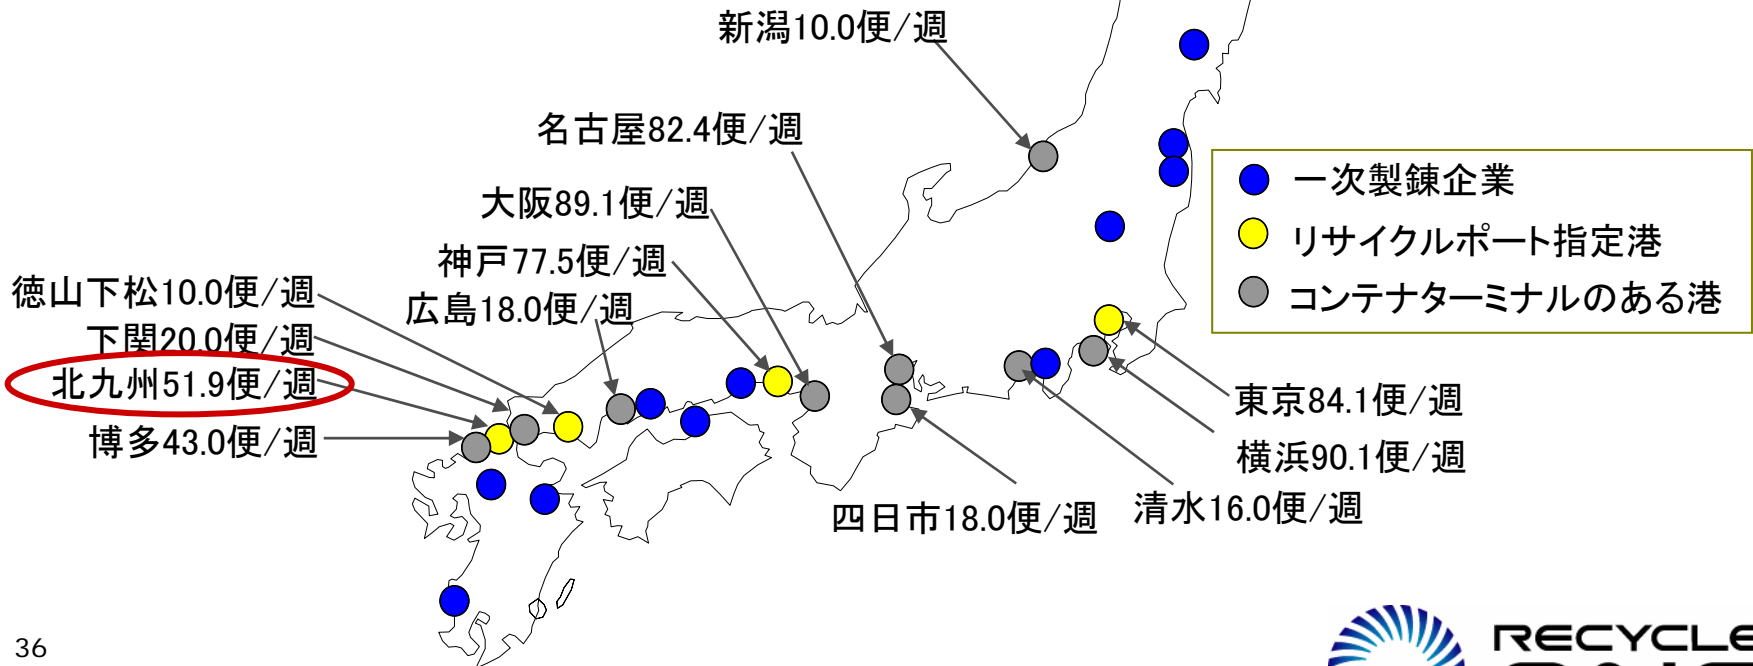 新潟10.0便/週
名古屋82.4便/週
大阪89.1便/週
神戸77.5便/週
広島18.0便/週
徳山下松10.0便/週
下関20.0便/週
北九州51.9便/週
博多43.0便/週
一次製錬企業
リサイクルポート指定港
コンテナターミナルのある港
東京84.1便/週
横浜90.1便/週
清水16.0便/週
四日市18.0便/週
36
RECYCLE